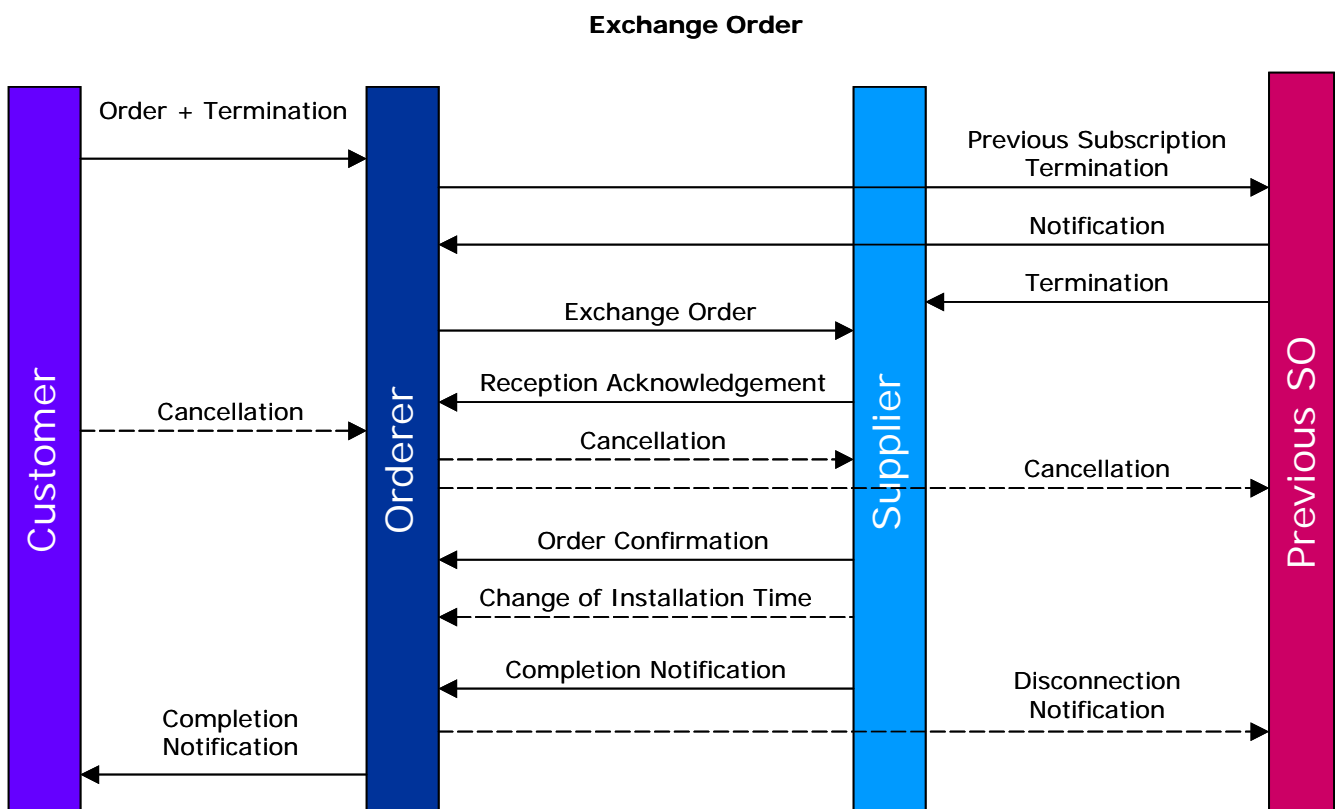 Exchange Order
Order + Termination
Previous Subscription
Termination
Notification
Termination
Exchange Order
Reception Acknowledgement
Cancellation
Cancellation
Cancellation
Order Confirmation
Change of Installation Time
Completion Notification
Disconnection
Notification
Completion
Notification
Customer
Orderer
Supplier
Previous SO